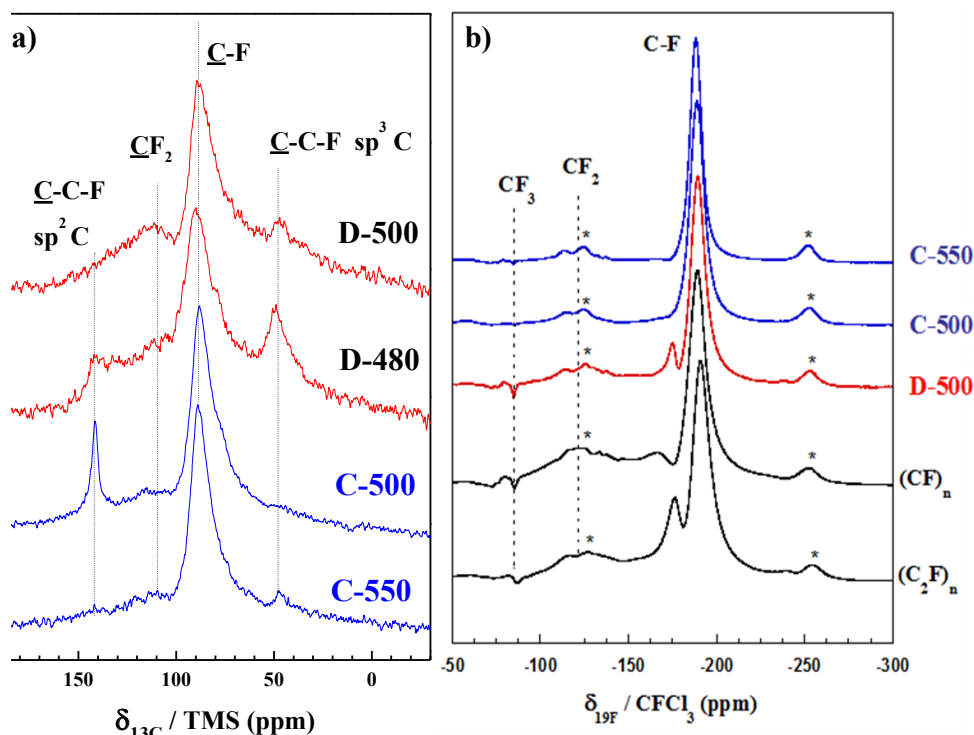 a)
C-F
CF₂
C-C-F sp³ C
C-C-F
sp² C
D-500
D-480
C-500
C-550
150 100 50 0
δ₁₃C / TMS (ppm)
b)
C-F
CF₃
CF₂
*
*
C-550
*
*
C-500
*
*
D-500
*
*
(CF)ₙ
*
*
(C₂F)ₙ
-50 -100 -150 -200 -250 -300
δ₁₉F / CFCl₃ (ppm)